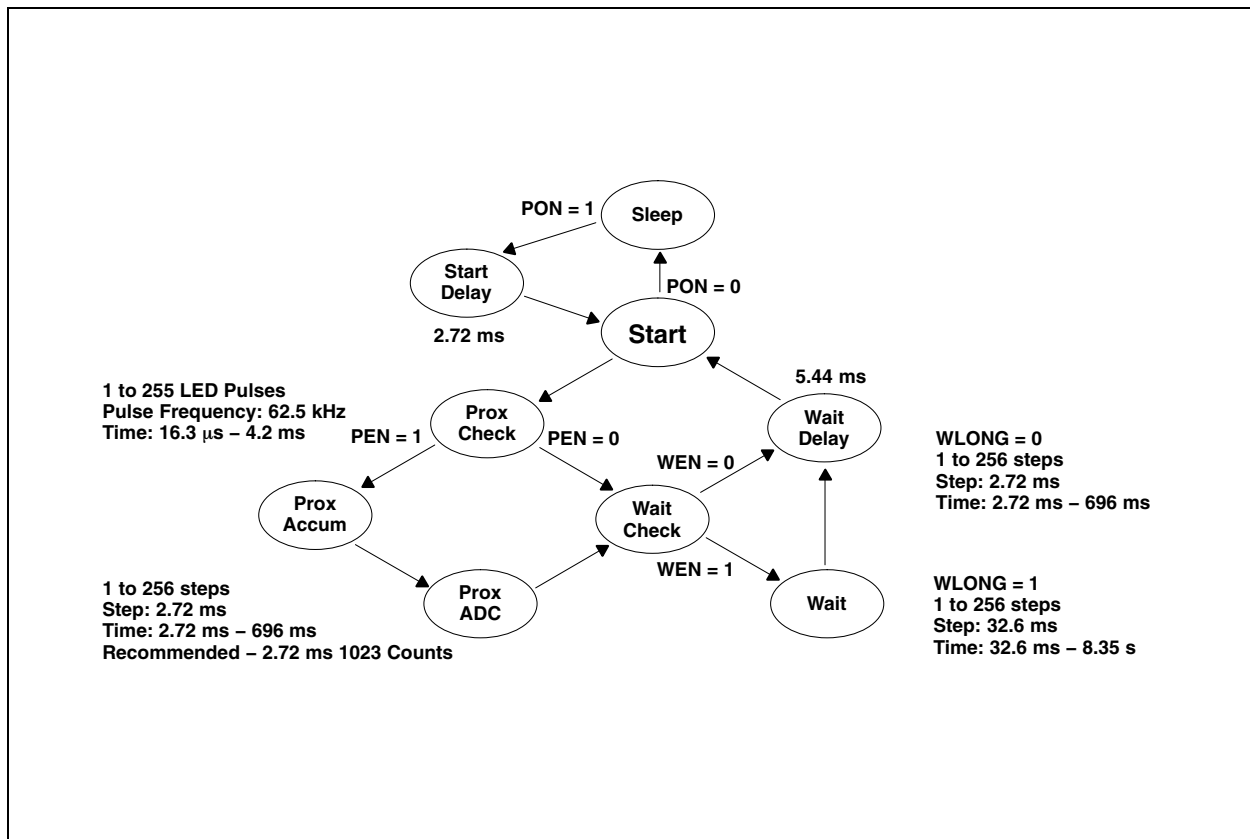 PON = 1
Sleep
Start
Delay
PON = 0
2.72 ms
Start
5.44 ms
1 to 255 LED Pulses
Pulse Frequency: 62.5 kHz
Time: 16.3 μs – 4.2 ms
PEN = 1
Prox
Check
PEN = 0
Wait
Delay
WEN = 0
WLONG = 0
1 to 256 steps
Step: 2.72 ms
Time: 2.72 ms – 696 ms
Prox
Accum
Wait
Check
WEN = 1
1 to 256 steps
Step: 2.72 ms
Time: 2.72 ms – 696 ms
Recommended – 2.72 ms 1023 Counts
Prox
ADC
Wait
WLONG = 1
1 to 256 steps
Step: 32.6 ms
Time: 32.6 ms – 8.35 s